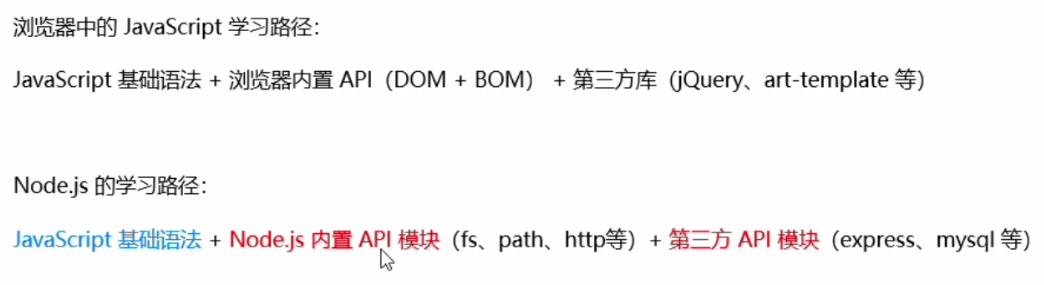 浏览器中的 JavaScript 学习路径：
JavaScript 基础语法 + 浏览器内置 API（DOM + BOM） + 第三方库（jQuery、art-template 等）
Node.js 的学习路径：
JavaScript 基础语法 + Node.js 内置 API 模块（fs、path、http等）+ 第三方 API 模块（express、mysql 等）